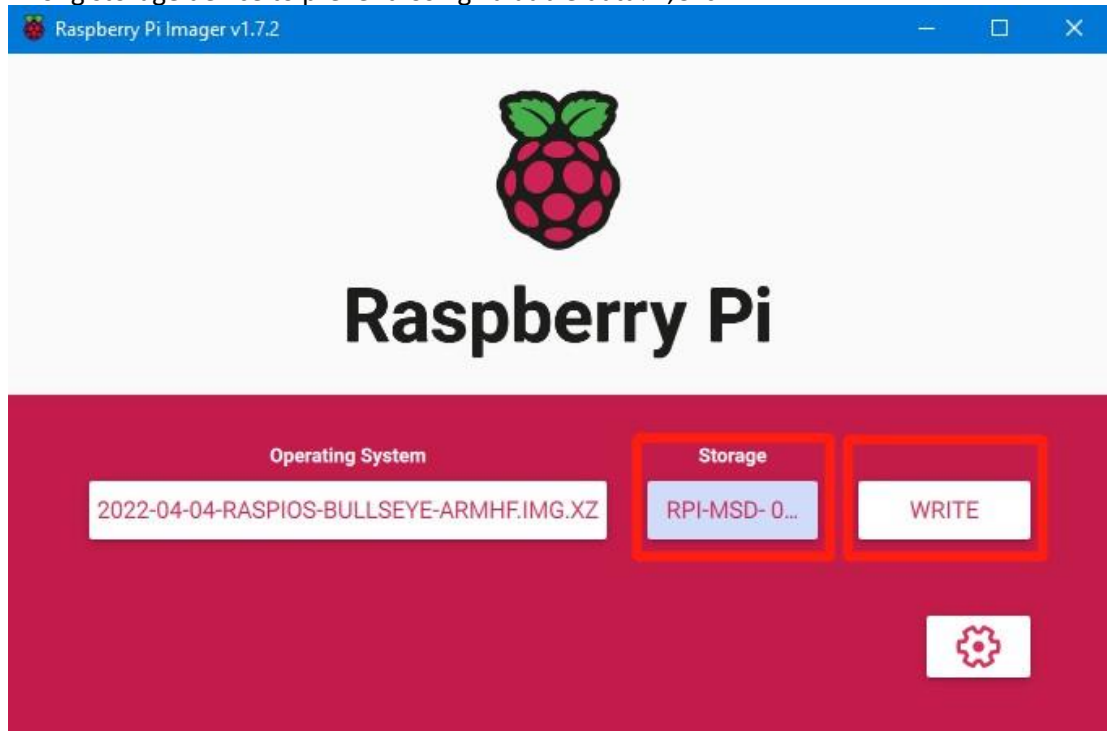 Raspberry Pi Imager v1.7.2
Raspberry Pi
Operating System
Storage
2022-04-04-RASPIOS-BULLSEYE-ARMHF.IMG.XZ
RPI-MSD- 0...
WRITE